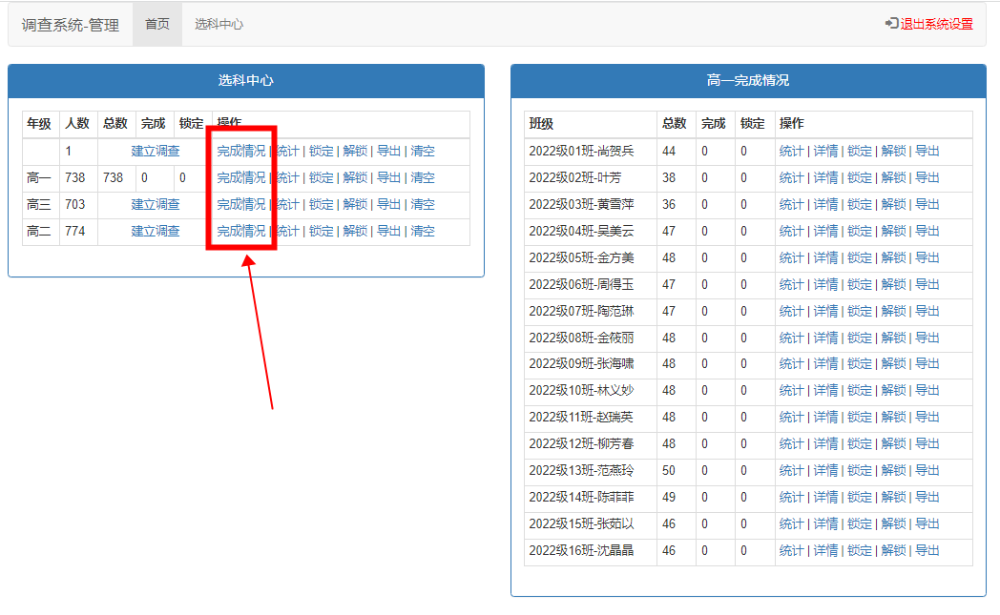 调查系统-管理 首页 选科中心 退出系统设置
选科中心
年级 人数 总数 完成 锁定 操作
1 建立调查 完成情况 | 统计 | 锁定 | 解锁 | 导出 | 清空
高一 738 738 0 0 完成情况 | 统计 | 锁定 | 解锁 | 导出 | 清空
高三 703 建立调查 完成情况 | 统计 | 锁定 | 解锁 | 导出 | 清空
高二 774 建立调查 完成情况 | 统计 | 锁定 | 解锁 | 导出 | 清空
高一完成情况
班级 总数 完成 锁定 操作
2022级01班-尚贺兵 44 0 0 统计 | 详情 | 锁定 | 解锁 | 导出
2022级02班-叶芳 38 0 0 统计 | 详情 | 锁定 | 解锁 | 导出
2022级03班-黄雪萍 36 0 0 统计 | 详情 | 锁定 | 解锁 | 导出
2022级04班-吴美云 47 0 0 统计 | 详情 | 锁定 | 解锁 | 导出
2022级05班-金方美 48 0 0 统计 | 详情 | 锁定 | 解锁 | 导出
2022级06班-周得玉 47 0 0 统计 | 详情 | 锁定 | 解锁 | 导出
2022级07班-陶范琳 47 0 0 统计 | 详情 | 锁定 | 解锁 | 导出
2022级08班-金筱丽 48 0 0 统计 | 详情 | 锁定 | 解锁 | 导出
2022级09班-张海啸 48 0 0 统计 | 详情 | 锁定 | 解锁 | 导出
2022级10班-林义妙 48 0 0 统计 | 详情 | 锁定 | 解锁 | 导出
2022级11班-赵瑞英 48 0 0 统计 | 详情 | 锁定 | 解锁 | 导出
2022级12班-柳芳春 48 0 0 统计 | 详情 | 锁定 | 解锁 | 导出
2022级13班-范燕玲 50 0 0 统计 | 详情 | 锁定 | 解锁 | 导出
2022级14班-陈菲菲 49 0 0 统计 | 详情 | 锁定 | 解锁 | 导出
2022级15班-张茹以 46 0 0 统计 | 详情 | 锁定 | 解锁 | 导出
2022级16班-沈晶晶 46 0 0 统计 | 详情 | 锁定 | 解锁 | 导出